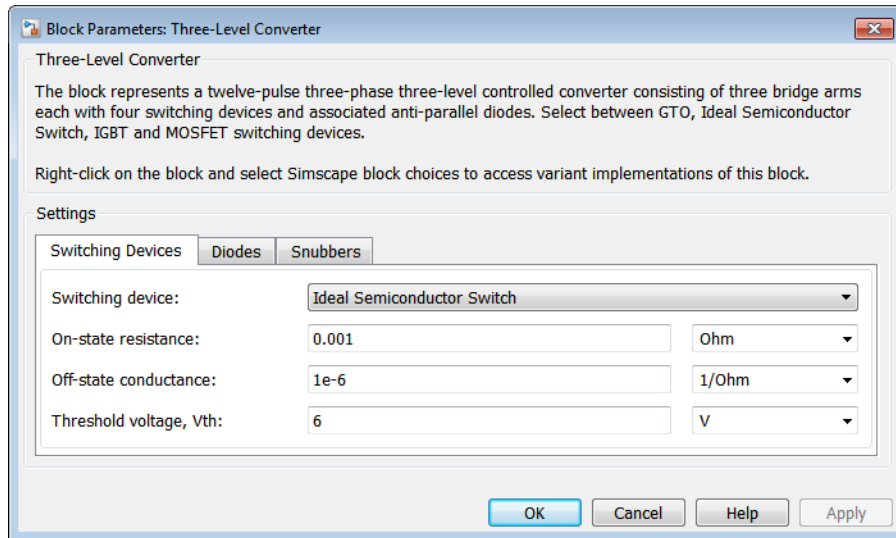 Block Parameters: Three-Level Converter
Three-Level Converter
The block represents a twelve-pulse three-phase three-level controlled converter consisting of three bridge arms
each with four switching devices and associated anti-parallel diodes. Select between GTO, Ideal Semiconductor
Switch, IGBT and MOSFET switching devices.
Right-click on the block and select Simscape block choices to access variant implementations of this block.
Settings
Switching Devices Diodes Snubbers
Switching device: Ideal Semiconductor Switch
On-state resistance: 0.001 Ohm
Off-state conductance: 1e-6 1/Ohm
Threshold voltage, Vth: 6 V
OK Cancel Help Apply